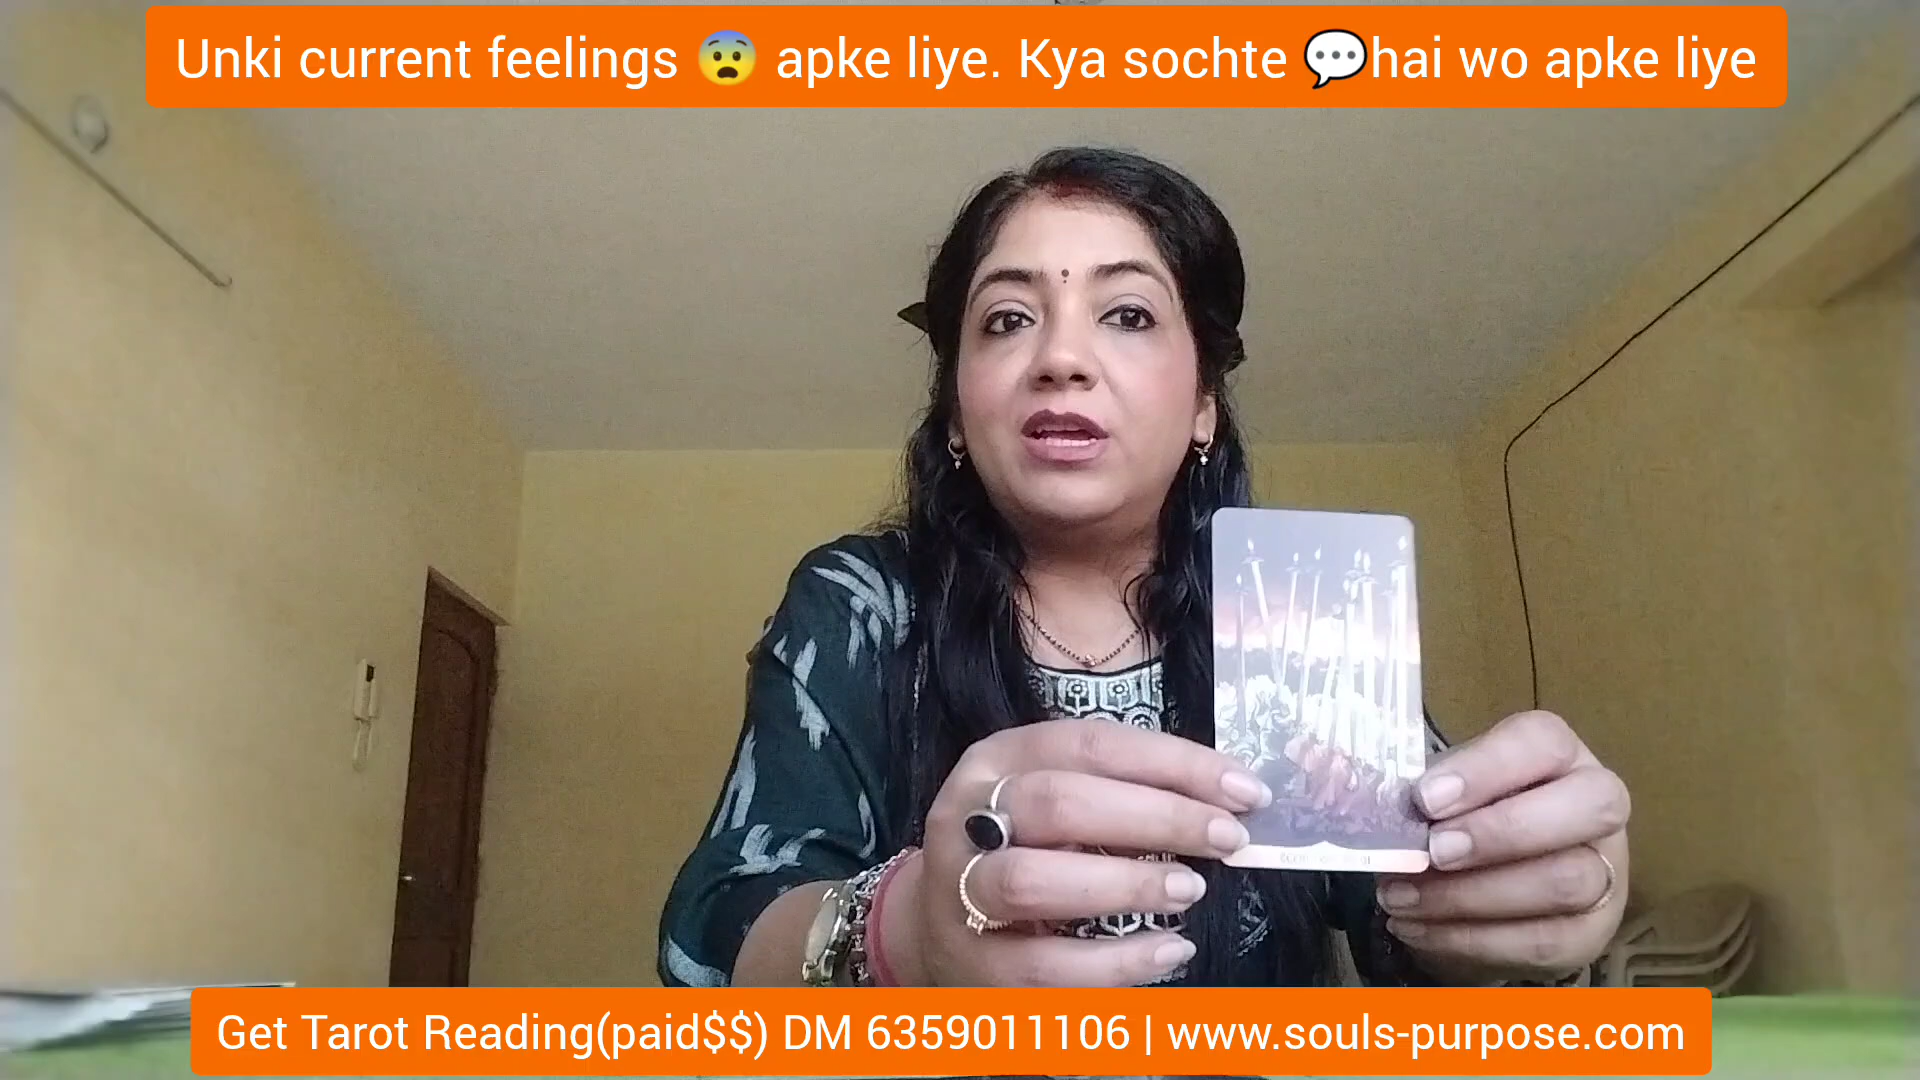 Unki current feelings 😨 apke liye. Kya sochte 💬hai wo apke liye
Get Tarot Reading(paid$$) DM 6359011106 | www.souls-purpose.com